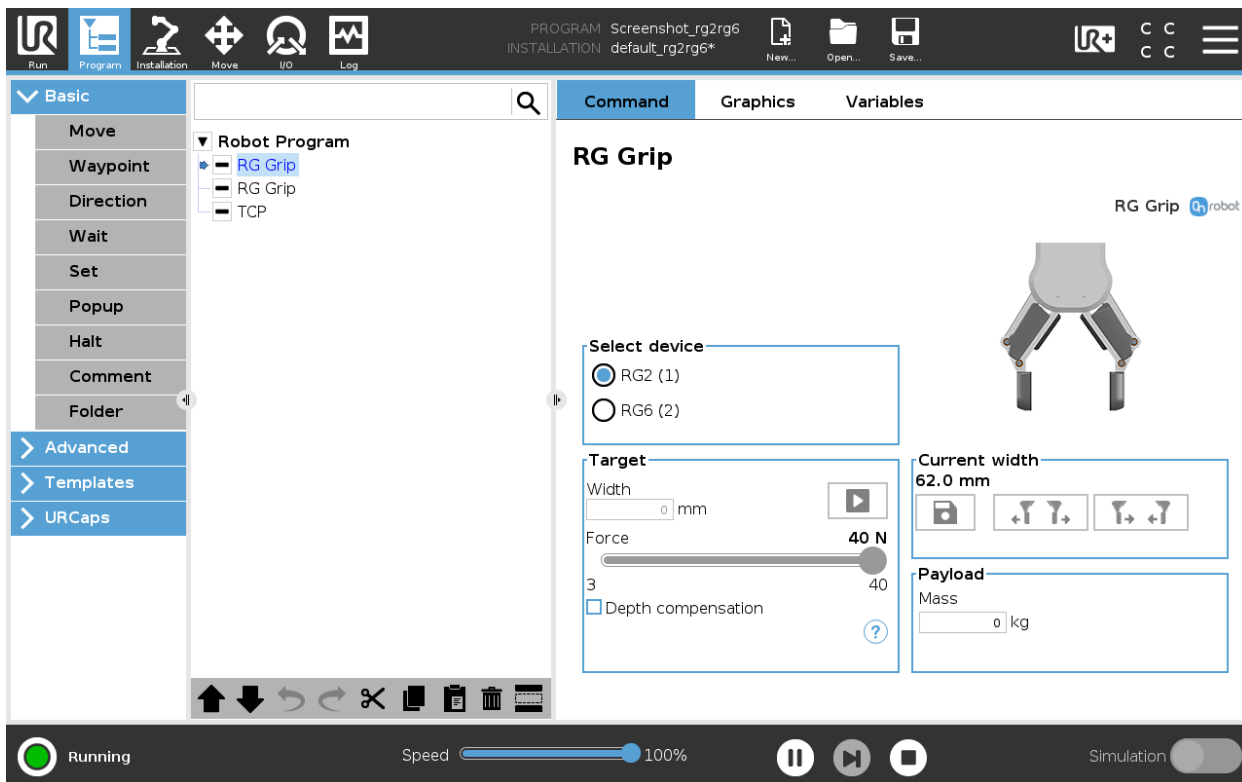 PROGRAM Screenshot_rg2rg6
INSTALLATION default_rg2rg6*
UR
UR+
C C
C C
Run
Program
Installation
Move
I/O
Log
New...
Open...
Save...
Basic
Move
Waypoint
Direction
Wait
Set
Popup
Halt
Comment
Folder
Advanced
Templates
URCaps
Robot Program
RG Grip
RG Grip
TCP
Command
Graphics
Variables
RG Grip
RG Grip OnRobot
Select device
RG2 (1)
RG6 (2)
Target
Width
0 mm
Force
40 N
3
40
Depth compensation
?
Current width
62.0 mm
Payload
Mass
0 kg
Running
Speed
100%
Simulation